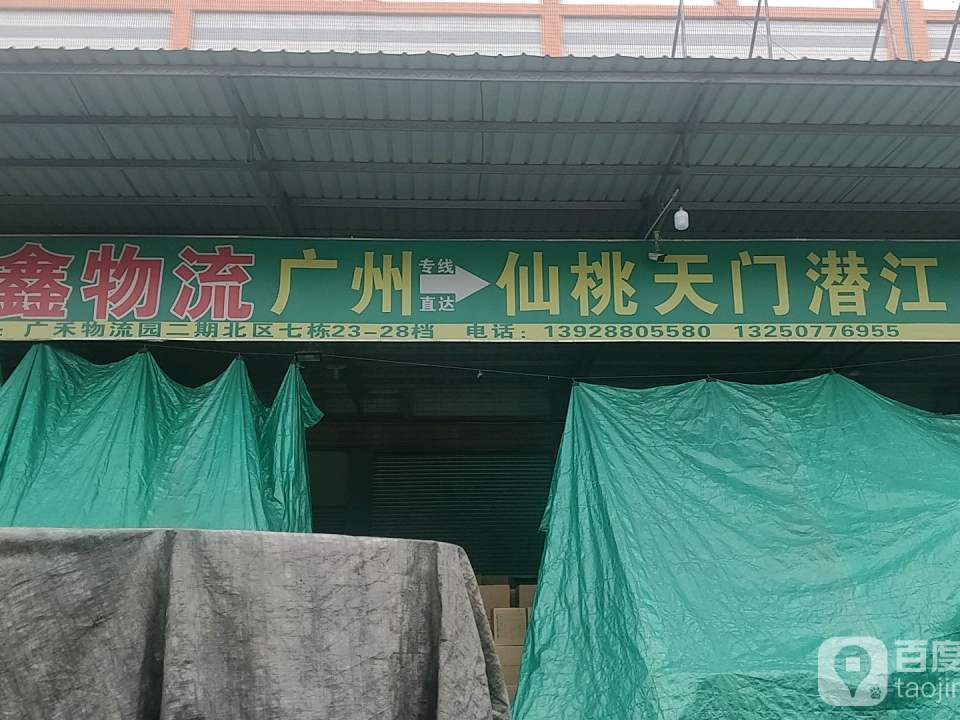 鑫物流 广州 专线直达 仙桃天门潜江
: 广禾物流园二期北区七栋23-28档 电话: 13928805580 13250776955
百度
taojin